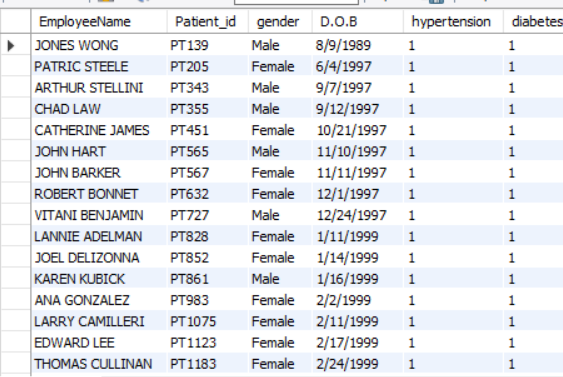 EmployeeName Patient_id gender D.O.B hypertension diabetes
JONES WONG PT139 Male 8/9/1989 1 1
PATRIC STEELE PT205 Female 6/4/1997 1 1
ARTHUR STELLINI PT343 Male 9/7/1997 1 1
CHAD LAW PT355 Male 9/12/1997 1 1
CATHERINE JAMES PT451 Female 10/21/1997 1 1
JOHN HART PT565 Male 11/10/1997 1 1
JOHN BARKER PT567 Female 11/11/1997 1 1
ROBERT BONNET PT632 Female 12/1/1997 1 1
VITANI BENJAMIN PT727 Male 12/24/1997 1 1
LANNIE ADELMAN PT828 Female 1/11/1999 1 1
JOEL DELIZONNA PT852 Female 1/14/1999 1 1
KAREN KUBICK PT861 Male 1/16/1999 1 1
ANA GONZALEZ PT983 Female 2/2/1999 1 1
LARRY CAMILLERI PT1075 Female 2/11/1999 1 1
EDWARD LEE PT1123 Female 2/17/1999 1 1
THOMAS CULLINAN PT1183 Female 2/24/1999 1 1